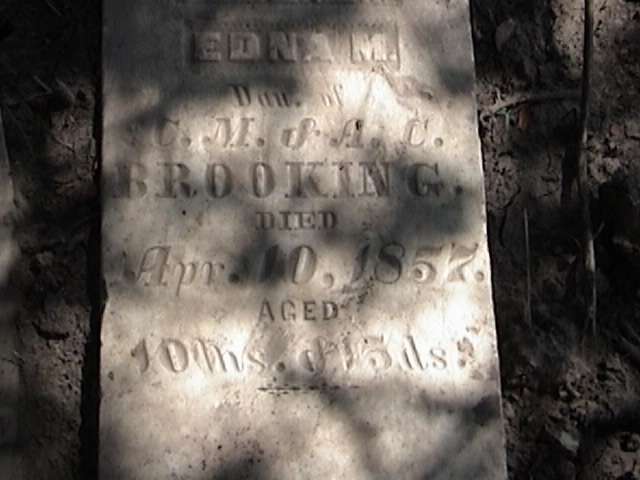 EDNA M.
Dau. of
C. M. & A. C.
BROOKING.
DIED
Apr. 10, 1857.
AGED
10 Ms. & 15 ds.